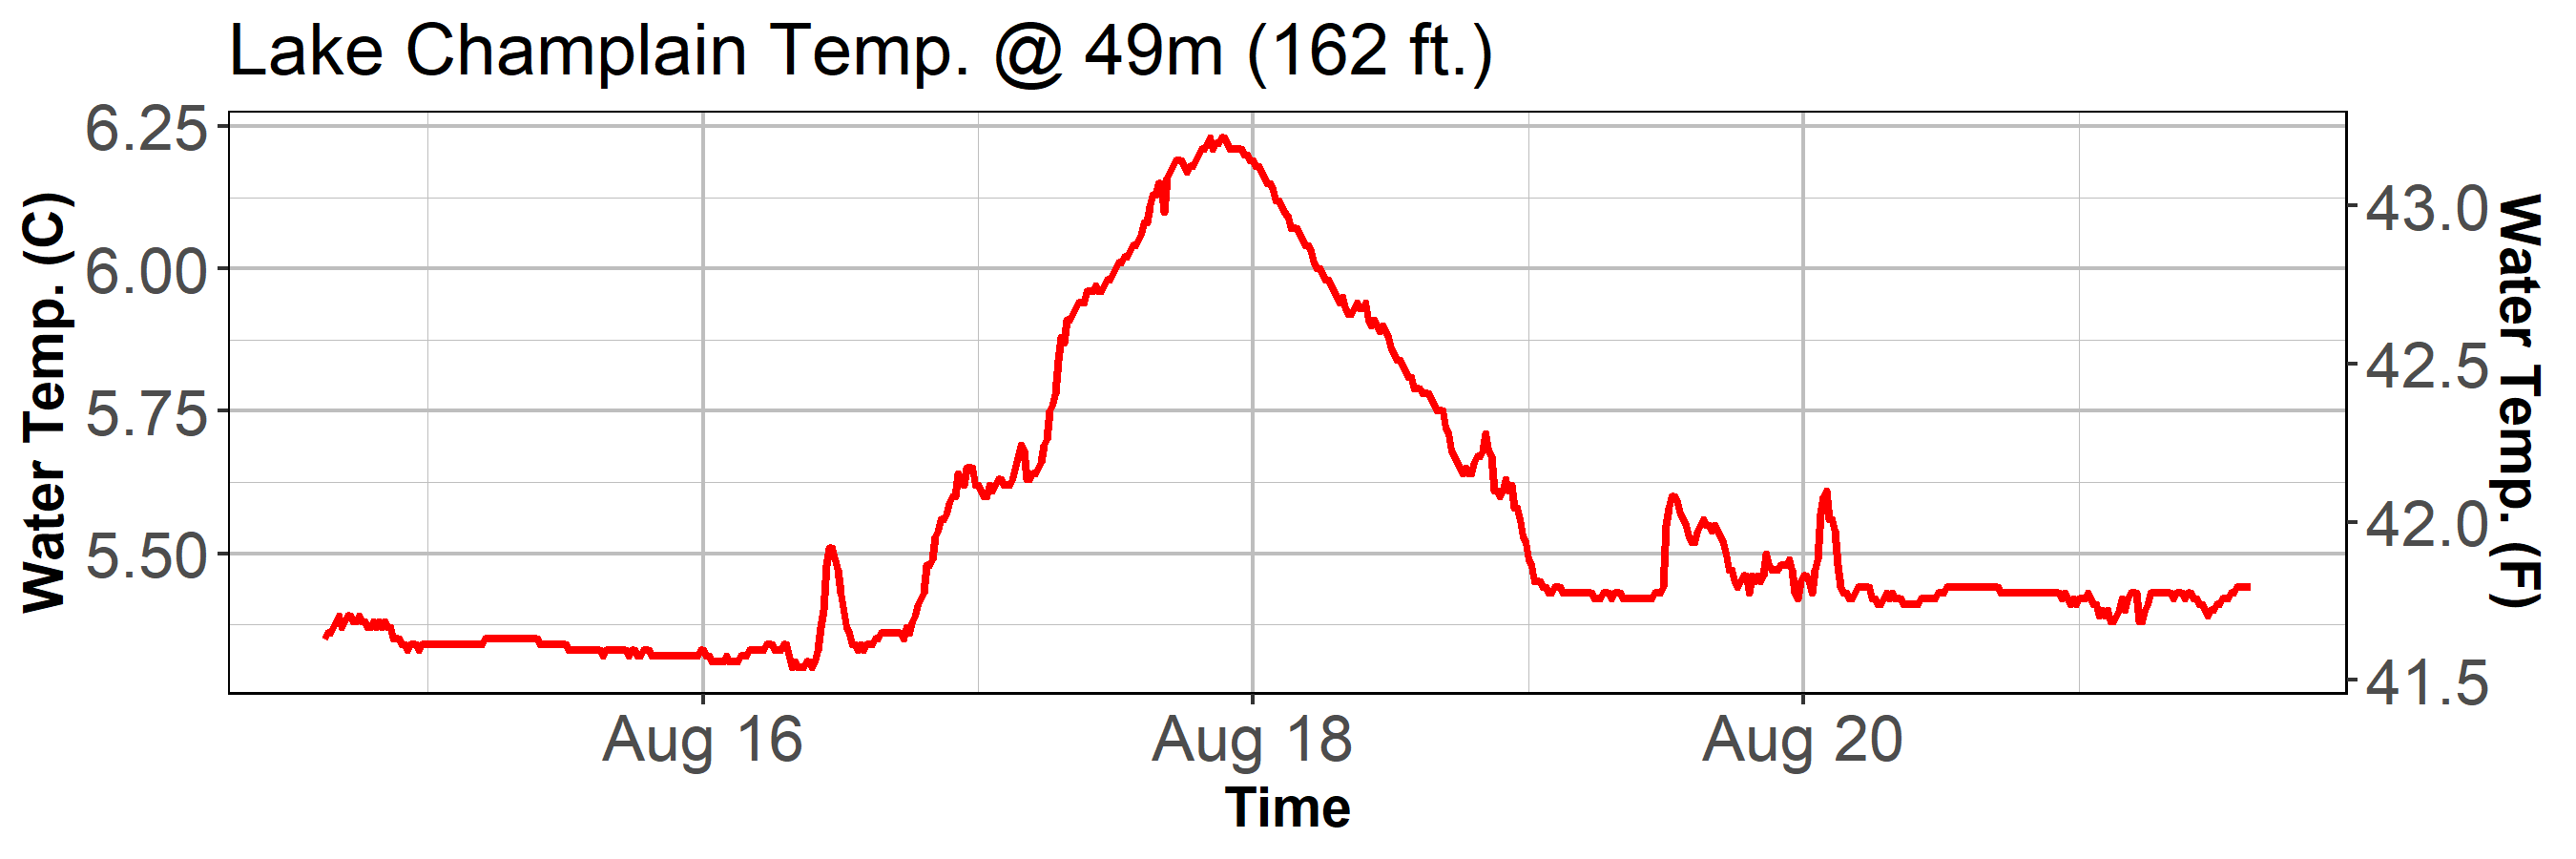 Lake Champlain Temp. @ 49m (162 ft.)
Water Temp. (C)
6.25
6.00
5.75
5.50
43.0
42.5
42.0
41.5
Water Temp. (F)
Aug 16
Aug 18
Aug 20
Time